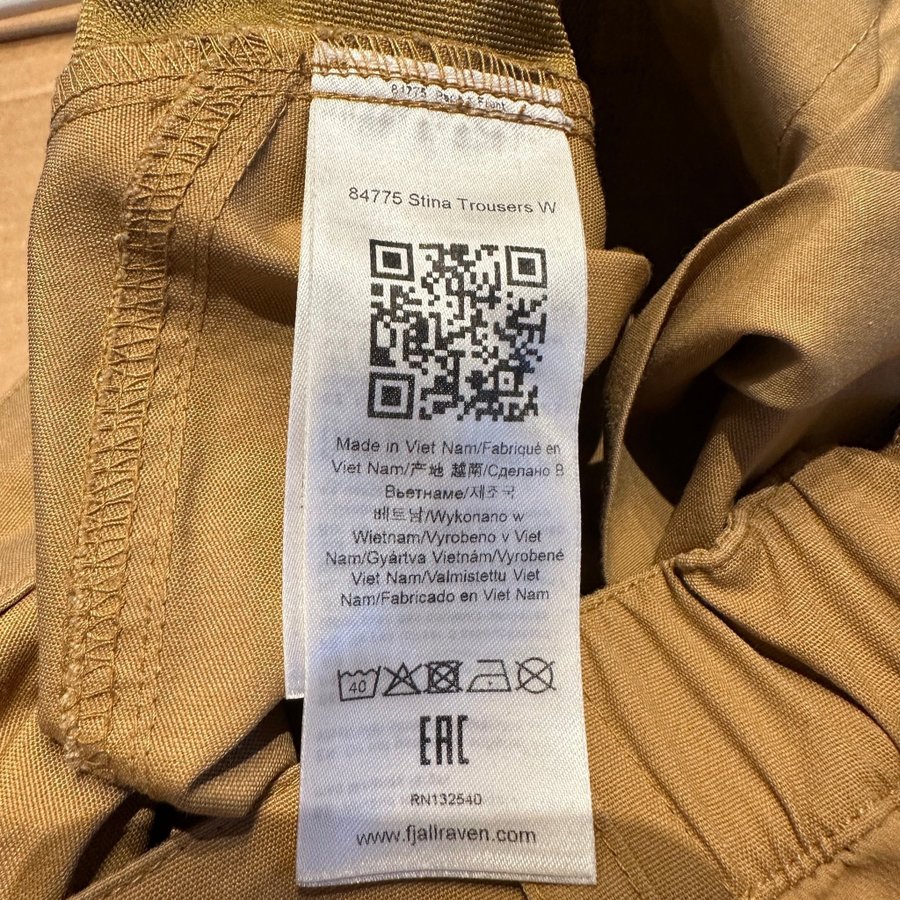 84775
84775 Stina Trousers W
Made in Viet Nam/Fabriqué en
Viet Nam/产地 越南/Сделано В
Вьетнаме/제조국
베트남/Wykonano w
Wietnam/Vyrobeno v Viet
Nam/Gyártva Vietnám/Vyrobené
Viet Nam/Valmistettu Viet
Nam/Fabricado en Viet Nam
40
EAC
RN132540
www.fjallraven.com